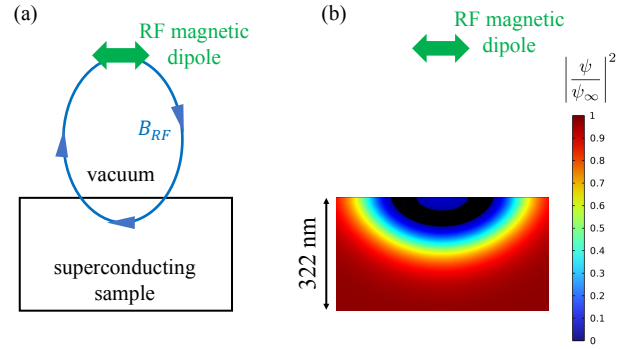 (a)
RF magnetic
dipole
B_RF
vacuum
superconducting
sample
(b)
RF magnetic
dipole
|ψ/ψ∞|²
322 nm
1
0.9
0.8
0.7
0.6
0.5
0.4
0.3
0.2
0.1
0